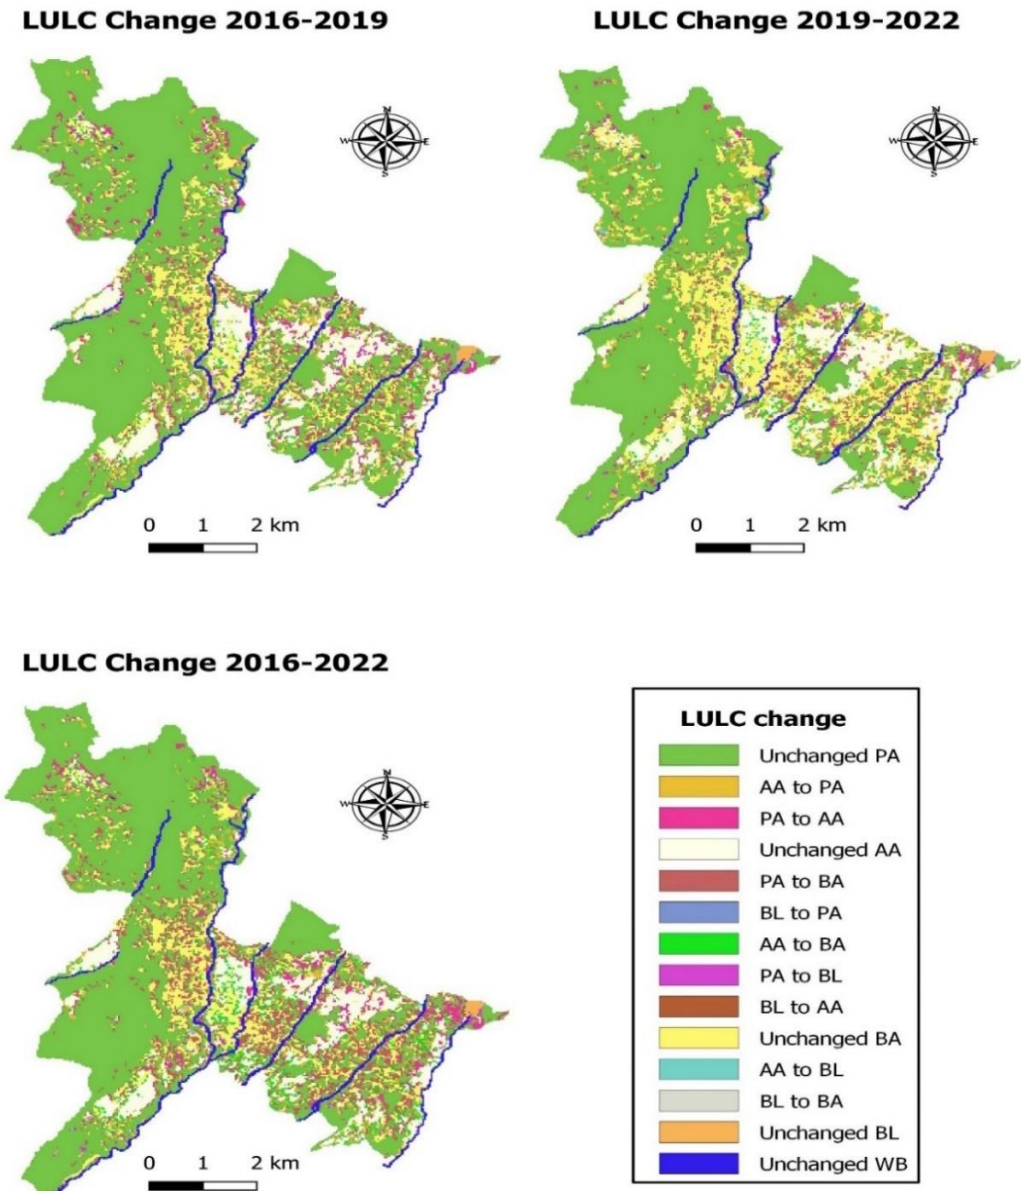 LULC Change 2016-2019
LULC Change 2019-2022
N
W E
S
N
W E
S
0 1 2 km
0 1 2 km
LULC Change 2016-2022
N
W E
S
0 1 2 km
LULC change
Unchanged PA
AA to PA
PA to AA
Unchanged AA
PA to BA
BL to PA
AA to BA
PA to BL
BL to AA
Unchanged BA
AA to BL
BL to BA
Unchanged BL
Unchanged WB